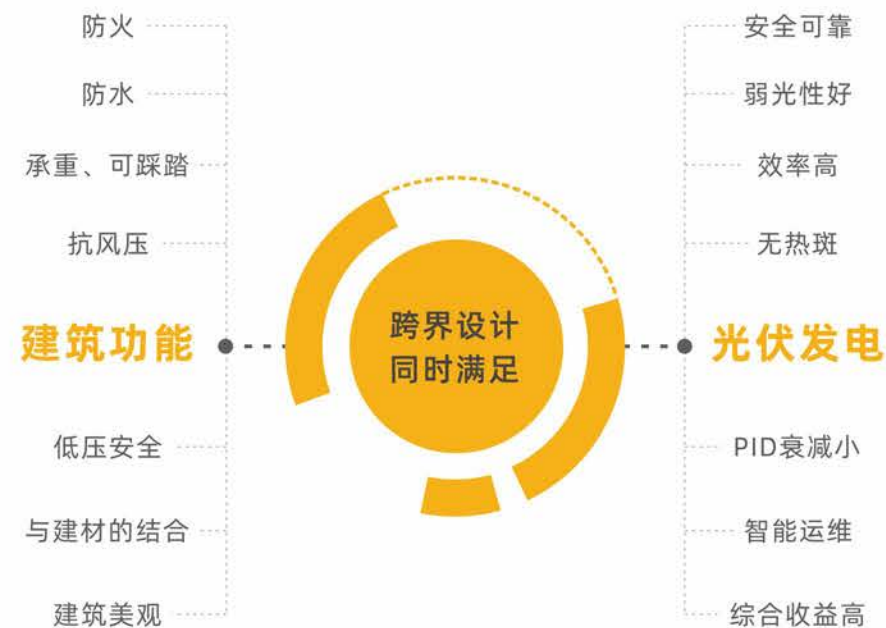 防火
防水
承重、可踩踏
抗风压
建筑功能
低压安全
与建材的结合
建筑美观
跨界设计
同时满足
安全可靠
弱光性好
效率高
无热斑
光伏发电
PID衰减小
智能运维
综合收益高